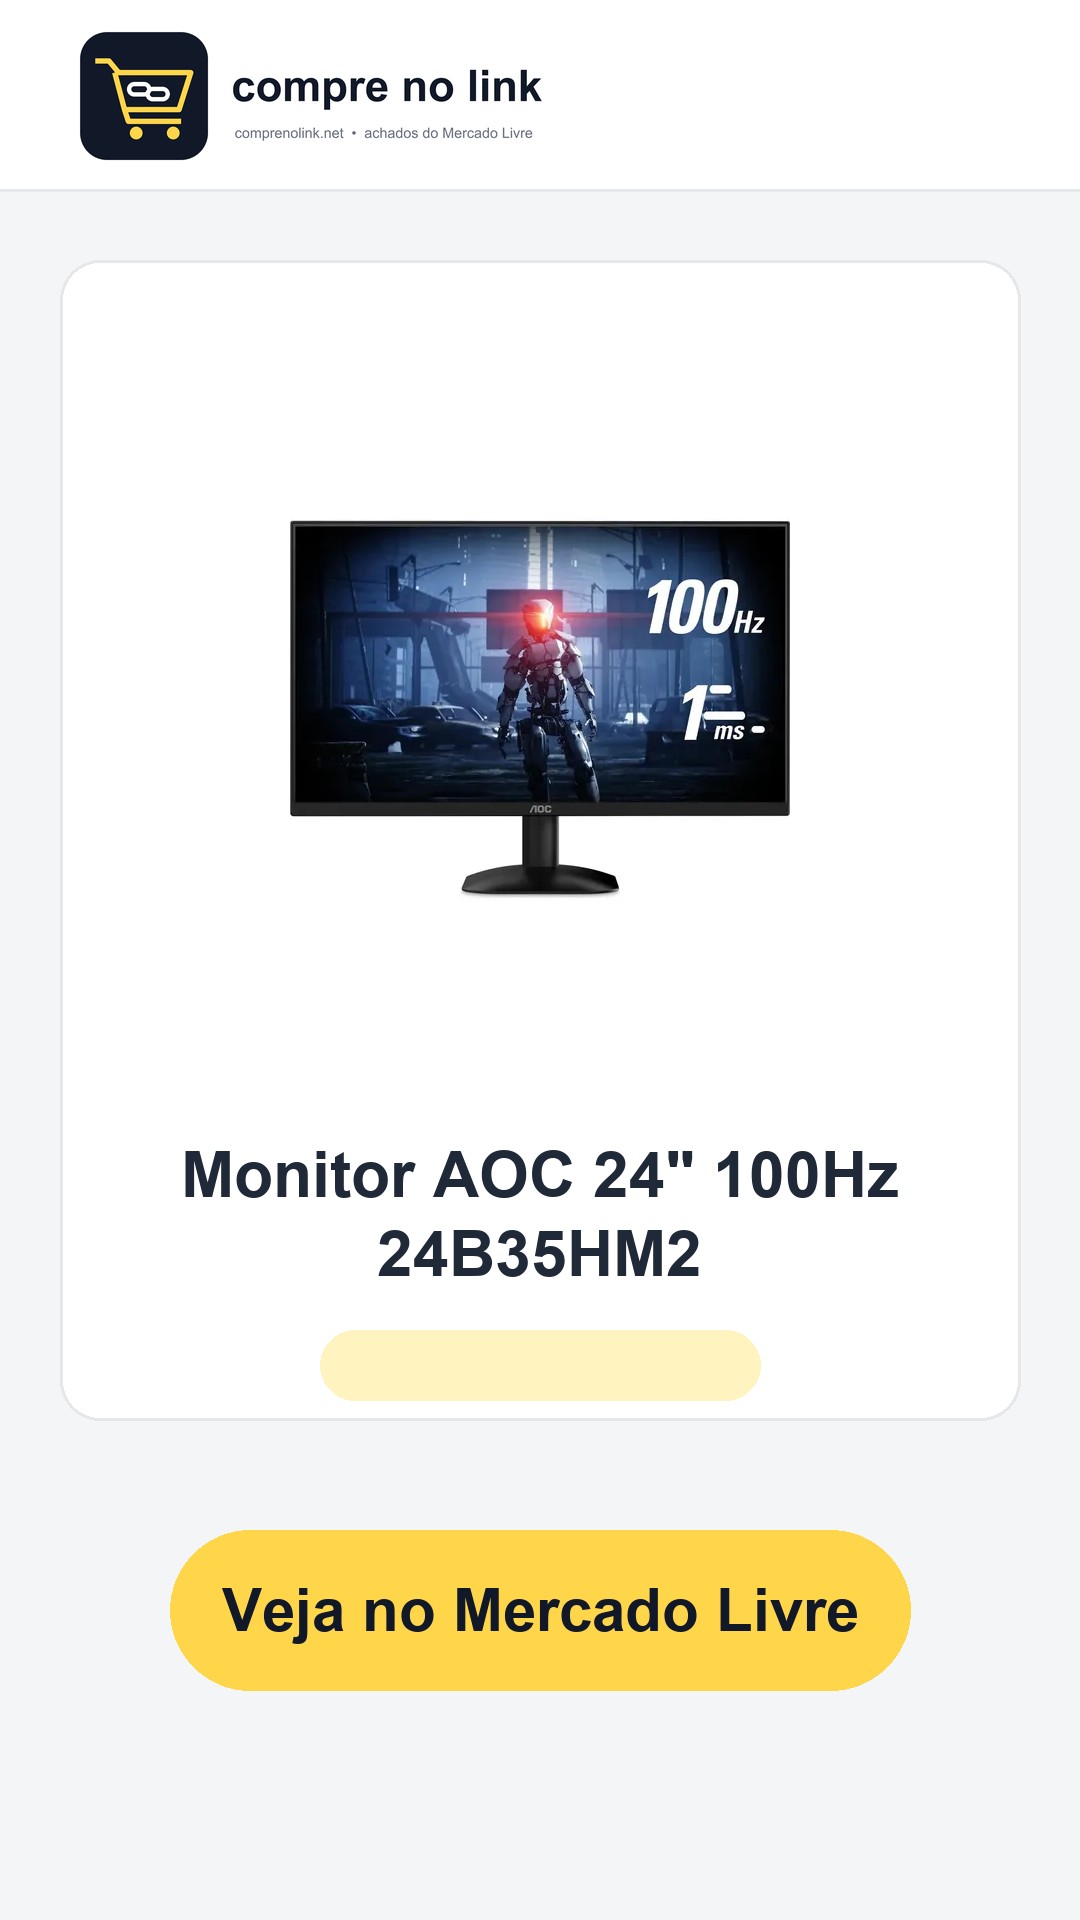 compre no link
comprenolink.net • achados do Mercado Livre
100Hz
1ms
AOC
Monitor AOC 24" 100Hz
24B35HM2
Veja no Mercado Livre